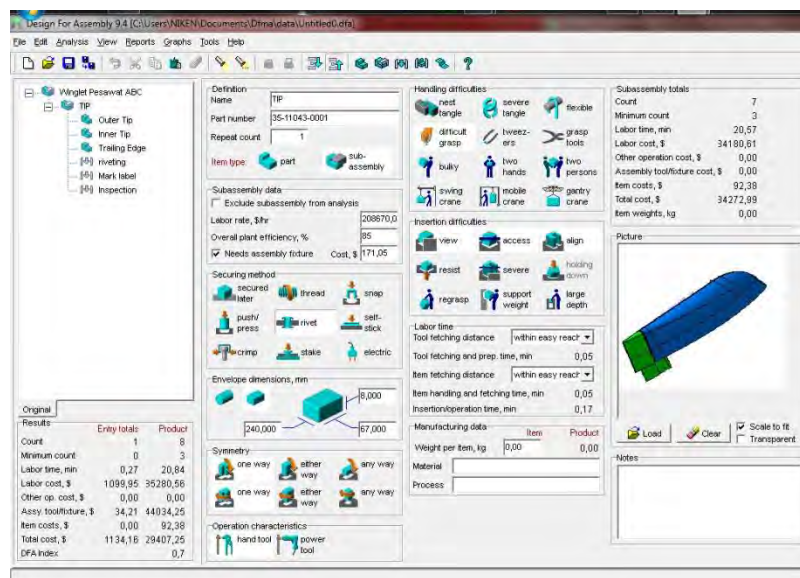 Design For Assembly 9.4 [C:\Users\NIKEN\Documents\Dfma\data\Untitled0.dfa]
File Edit Analysis View Reports Graphs Tools Help
Winglet Pesawat ABC
TIP
Outer Tip
Inner Tip
Trailing Edge
riveting
Mark label
Inspection
Original
Results
Entry totals Product
Count 1 8
Minimum count 0 3
Labor time, min 0,27 20,84
Labor cost, $ 1099,95 35280,56
Other op. cost, $ 0,00 0,00
Assy. tool/fixture, $ 34,21 44034,25
Item costs, $ 0,00 92,38
Total cost, $ 1134,16 29407,25
DFA Index 0,7
Definition
Name TIP
Part number 35-11043-0001
Repeat count 1
Item type: part sub-assembly
Subassembly data
Exclude subassembly from analysis
Labor rate, $/hr 208670,0
Overall plant efficiency, % 85
Needs assembly fixture Cost, $ 171,05
Securing method
secured later thread snap
push/ press rivet self-stick
crimp stake electric
Envelope dimensions, mm
8,000
240,000 67,000
Symmetry
one way either way any way
one way either way any way
Operation characteristics
hand tool power tool
Handling difficulties
nest tangle severe tangle flexible
difficult grasp tweez-ers grasp tools
bulky two hands two persons
swing crane mobile crane gantry crane
Insertion difficulties
view access align
resist severe holding down
regrasp support weight large depth
Labor time
Tool fetching distance within easy reach
Tool fetching and prep. time, min 0,05
Item fetching distance within easy reach
Item handling and fetching time, min 0,05
Insertion/operation time, min 0,17
Manufacturing data
Item Product
Weight per item, kg 0,00 0,00
Material
Process
Subassembly totals
Count 7
Minimum count 3
Labor time, min 20,57
Labor cost, $ 34180,61
Other operation cost, $ 0,00
Assembly tool/fixture cost, $ 0,00
Item costs, $ 92,38
Total cost, $ 34272,99
Item weights, kg 0,00
Picture
Load Clear Scale to fit
Transparent
Notes